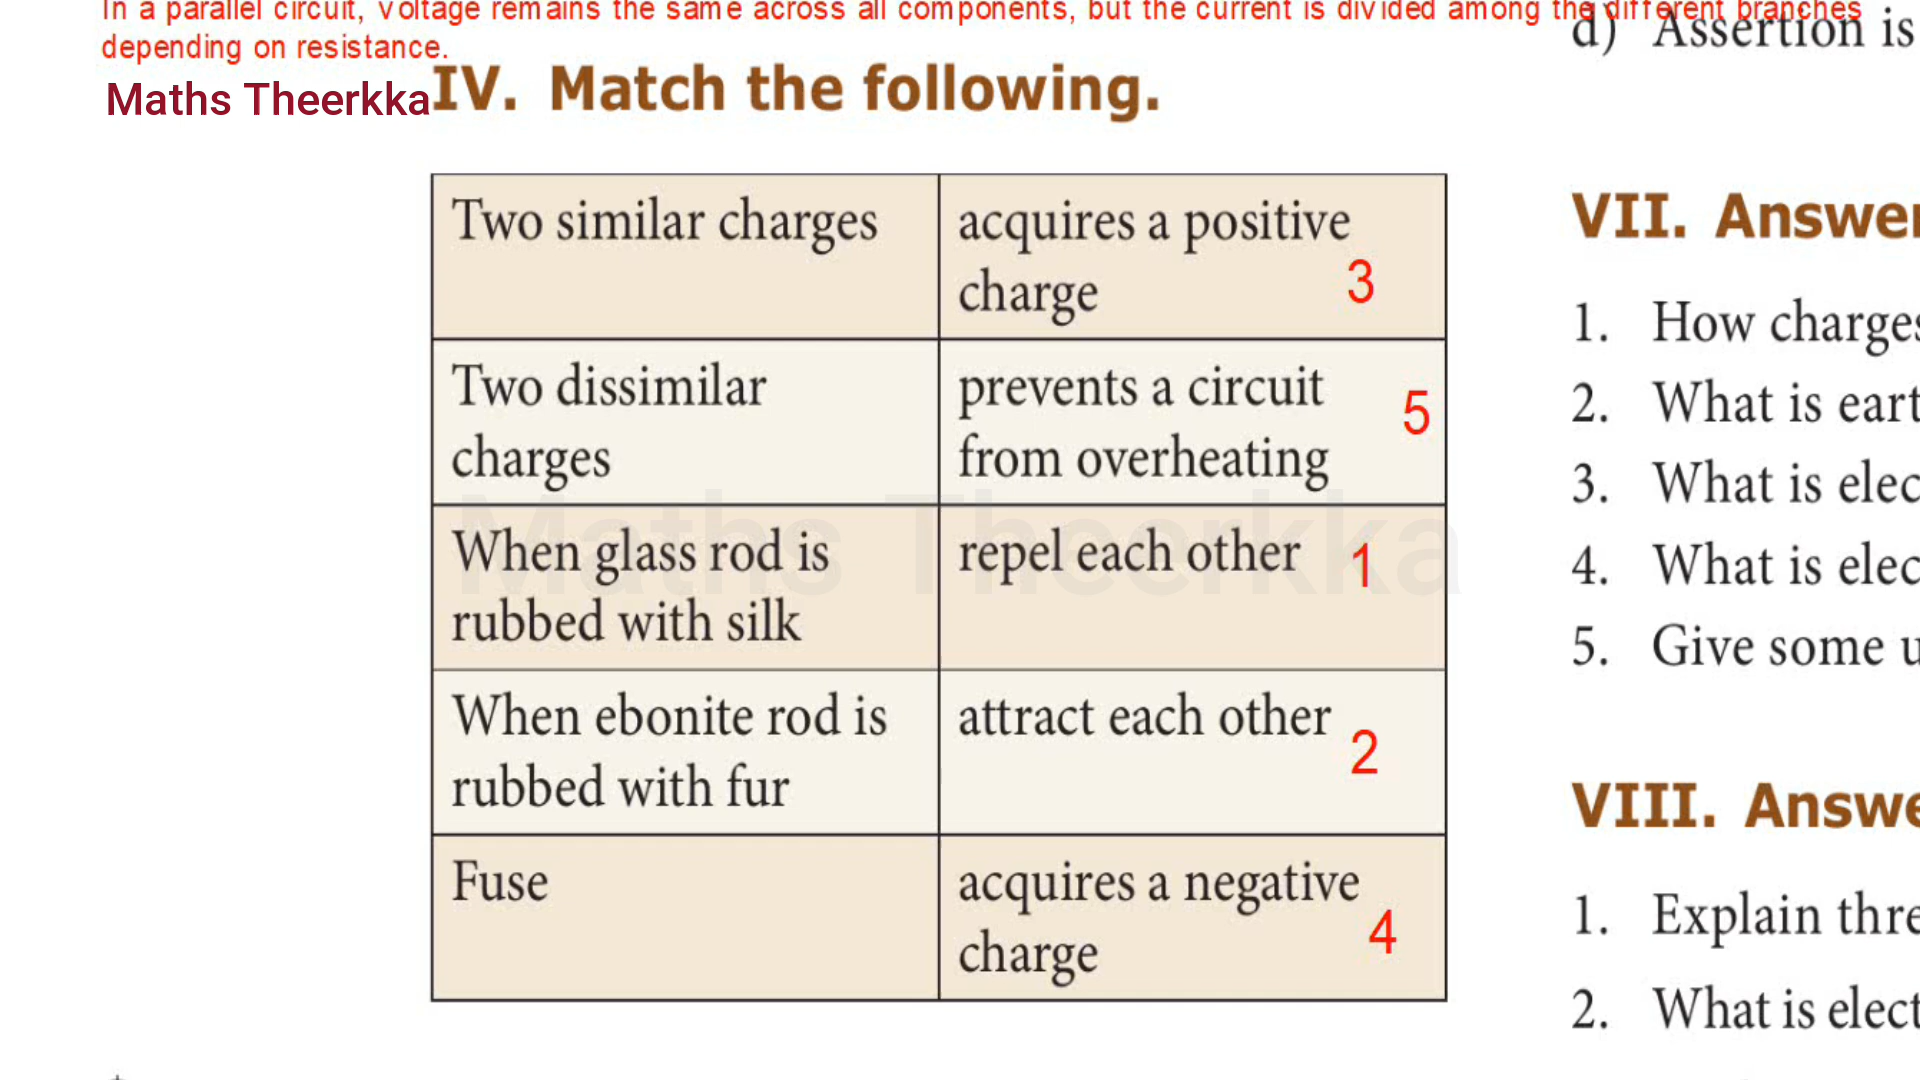 In a parallel circuit, voltage remains the same across all components, but the current is divided among the different branches
depending on resistance.
Maths Theerkka
IV. Match the following.
Two similar charges
acquires a positive
charge 3
Two dissimilar
charges
prevents a circuit 5
from overheating
When glass rod is
rubbed with silk
repel each other 1
When ebonite rod is
rubbed with fur
attract each other 2
Fuse
acquires a negative
charge 4
Maths Theerkka
d) Assertion is
VII. Answer
1. How charges
2. What is eart
3. What is elec
4. What is elec
5. Give some u
VIII. Answe
1. Explain thre
2. What is elect